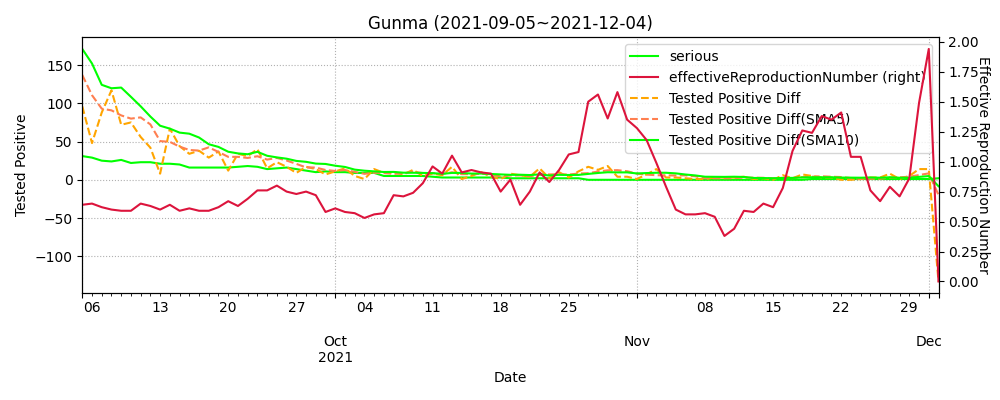 Gunma (2021-09-05~2021-12-04)
Tested Positive
150
100
50
0
−50
−100
serious
effectiveReproductionNumber (right)
Tested Positive Diff
Tested Positive Diff(SMA5)
Tested Positive Diff(SMA10)
2.00
1.75
1.50
1.25
1.00
0.75
0.50
0.25
0.00
Effective Reproduction Number
06 13 20 27 04 11 18 25 08 15 22 29
Oct Nov Dec
2021
Date